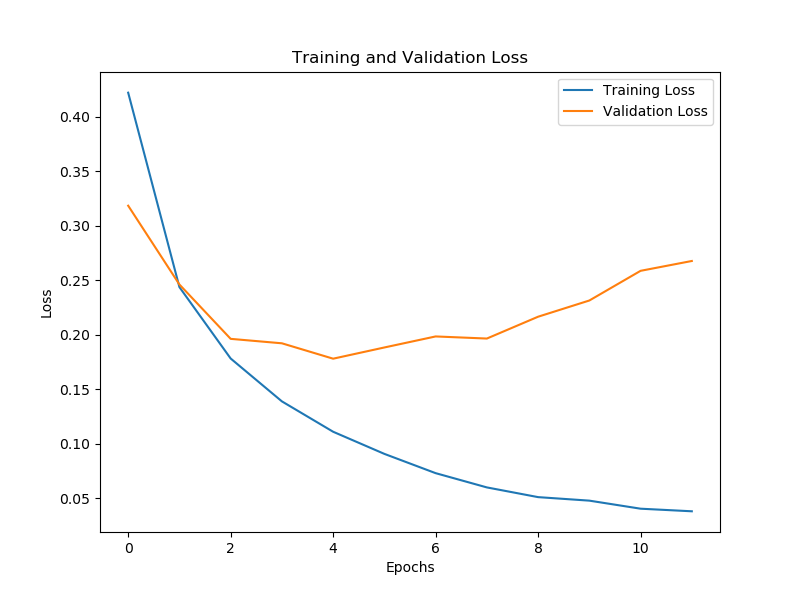 Training and Validation Loss
Training Loss
Validation Loss
0.40
0.35
0.30
0.25
0.20
0.15
0.10
0.05
Loss
0 2 4 6 8 10
Epochs